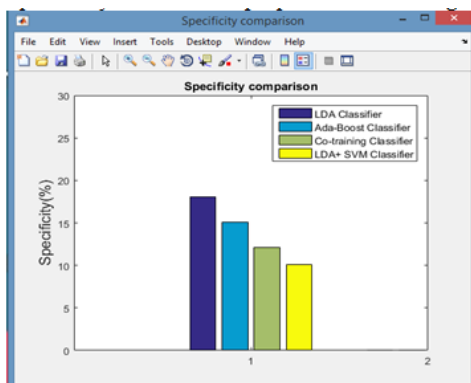 Specificity comparison
File Edit View Insert Tools Desktop Window Help
Specificity comparison
30
25
20
15
10
5
0
Specificity(%)
LDA Classifier
Ada-Boost Classifier
Co-training Classifier
LDA+ SVM Classifier
1 2